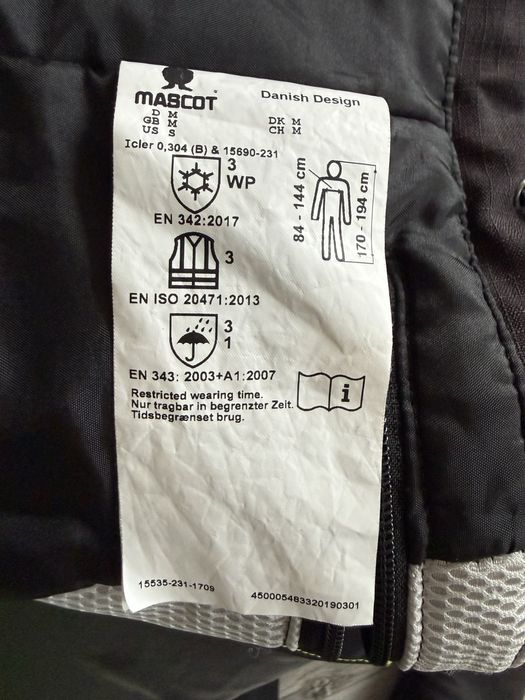 MASCOT®
Danish Design
D M
GB M
US S
DK M
CH M
Icler 0,304 (B) & 15690-231
3
WP
EN 342:2017
84 - 144 cm
170 - 194 cm
3
EN ISO 20471:2013
3
1
EN 343: 2003+A1:2007
i
Restricted wearing time.
Nur tragbar in begrenzter Zeit.
Tidsbegrænset brug.
15535-231-1709
450005483320190301